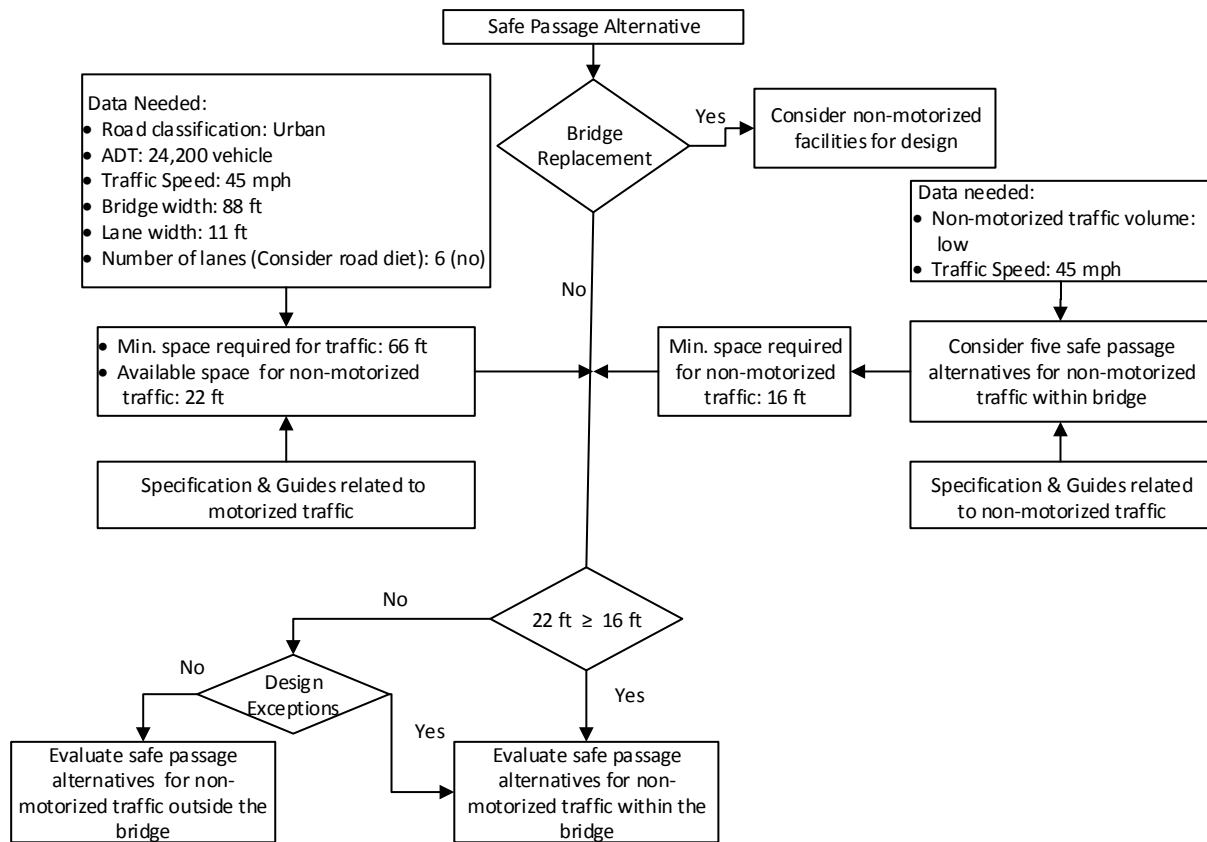 Safe Passage Alternative
Data Needed:
• Road classification: Urban
• ADT: 24,200 vehicle
• Traffic Speed: 45 mph
• Bridge width: 88 ft
• Lane width: 11 ft
• Number of lanes (Consider road diet): 6 (no)
Bridge
Replacement
Yes
Consider non-motorized
facilities for design
Data needed:
• Non-motorized traffic volume:
low
• Traffic Speed: 45 mph
No
• Min. space required for traffic: 66 ft
• Available space for non-motorized
traffic: 22 ft
Min. space required
for non-motorized
traffic: 16 ft
Consider five safe passage
alternatives for non-motorized
traffic within bridge
Specification & Guides related to
motorized traffic
Specification & Guides related
to non-motorized traffic
No
22 ft ≥ 16 ft
No
Design
Exceptions
Yes
Yes
Evaluate safe passage
alternatives for non-
motorized traffic outside the
bridge
Evaluate safe passage
alternatives for non-
motorized traffic within the
bridge